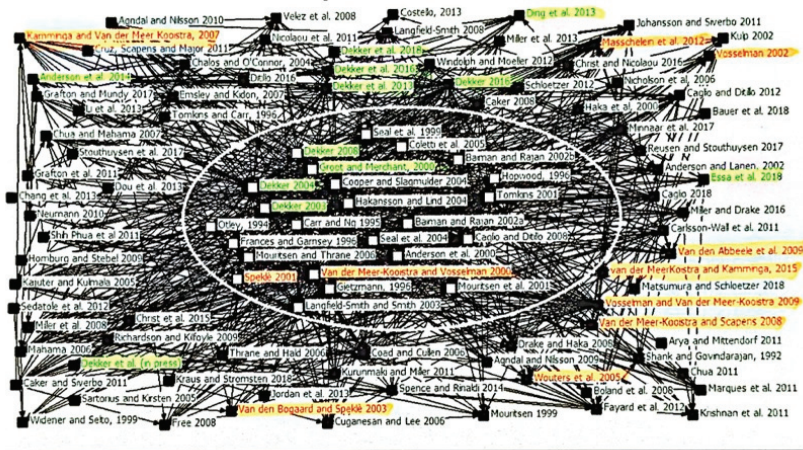 Agndal and Nilsson 2010
Velez et al. 2008
Costello, 2013
Ding et al. 2013
Johansson and Siverbo 2011
Kamminga and Van der Meer Kooistra, 2007
Nicolaou et al. 2011
Langfeld-Smith 2008
Miller et al. 2013
Masschelein et al. 2012
Kulp 2002
Cruz, Scapens and Major 2011
Dekker et al. 2018
Vosselman 2002
Chalos and O'Connor, 2004
Dekker et al. 2016
Windolph and Moeller 2012
Christ and Nicolaou 2016
Anderson et al. 2014
Ditilo 2016
Dekker et al. 2013
Dekker 2016
Schloetzer 2012
Nicholson et al. 2006
Grafton and Mundy 2017
Emsley and Kidon, 2007
Caglio and Ditilo 2012
Li et al. 2013
Tomkins and Carr, 1996
Caker 2008
Haka et al. 2000
Bauer et al. 2018
Chua and Mahama 2007
Seal et al. 1999
Minnaar et al. 2017
Stouthuysen et al. 2017
Dekker 2008
Coletti et al. 2005
Reusen and Stouthuysen 2017
Groot and Merchant, 2000
Baiman and Rajan 2002b
Anderson and Lanen, 2002
Grafton et al. 2011
Dekker 2004
Cooper and Slagmulder 2004
Hopwood, 1996
Essa et al. 2018
Chang et al. 2013
Dou et al. 2013
Hakansson and Lind 2004
Tomkins 2001
Caglio 2018
Neumann 2010
Dekker 2003
Miller and Drake 2016
Otley, 1994
Carr and Ng 1995
Baiman and Rajan 2002a
Carlsson-Wall et al. 2011
Shih Phua et al 2011
Frances and Garnsey 1996
Seal et al. 2004
Caglio and Ditilo 2008
Homburg and Stebel 2009
Mouritsen and Thrane 2006
Anderson et al. 2000
Van den Abbeele et al. 2009
Kajuter and Kulmala 2005
Speklè 2001
Van der Meer-Kooistra and Vosselman 2000
van der MeerKostra and Kamminga, 2015
Gietzmann, 1996
Mouritsen et al. 2001
Matsumura and Schloetzer 2018
Sedatole et al. 2012
Langfield-Smith and Smith 2003
Vosselman and Van der Meer-Kooistra 2009
Miller et al. 2008
Christ et al. 2015
Van der Meer-Kooistra and Scapens 2008
Richardson and Kilfoyle 2009
Drake and Haka 2008
Arya and Mittendorf 2011
Mahama 2006
Thrane and Hald 2006
Coad and Cullen 2006
Agndal and Nilsson 2009
Shank and Govindarajan, 1992
Dekker et al. (in press)
Kurunmaki and Miller 2011
Wouters et al. 2005
Chua 2011
Caker and Siverbo 2011
Kraus and Stromsten 2018
Spence and Rinaldi 2014
Boland et al. 2008
Marques et al. 2011
Sartorius and Kirsten 2005
Jordan et al. 2013
Van den Bogaard and Speklè 2003
Mouritsen 1999
Fayard et al. 2012
Krishnan et al. 2011
Widener and Selto, 1999
Free 2008
Cuganesan and Lee 2006